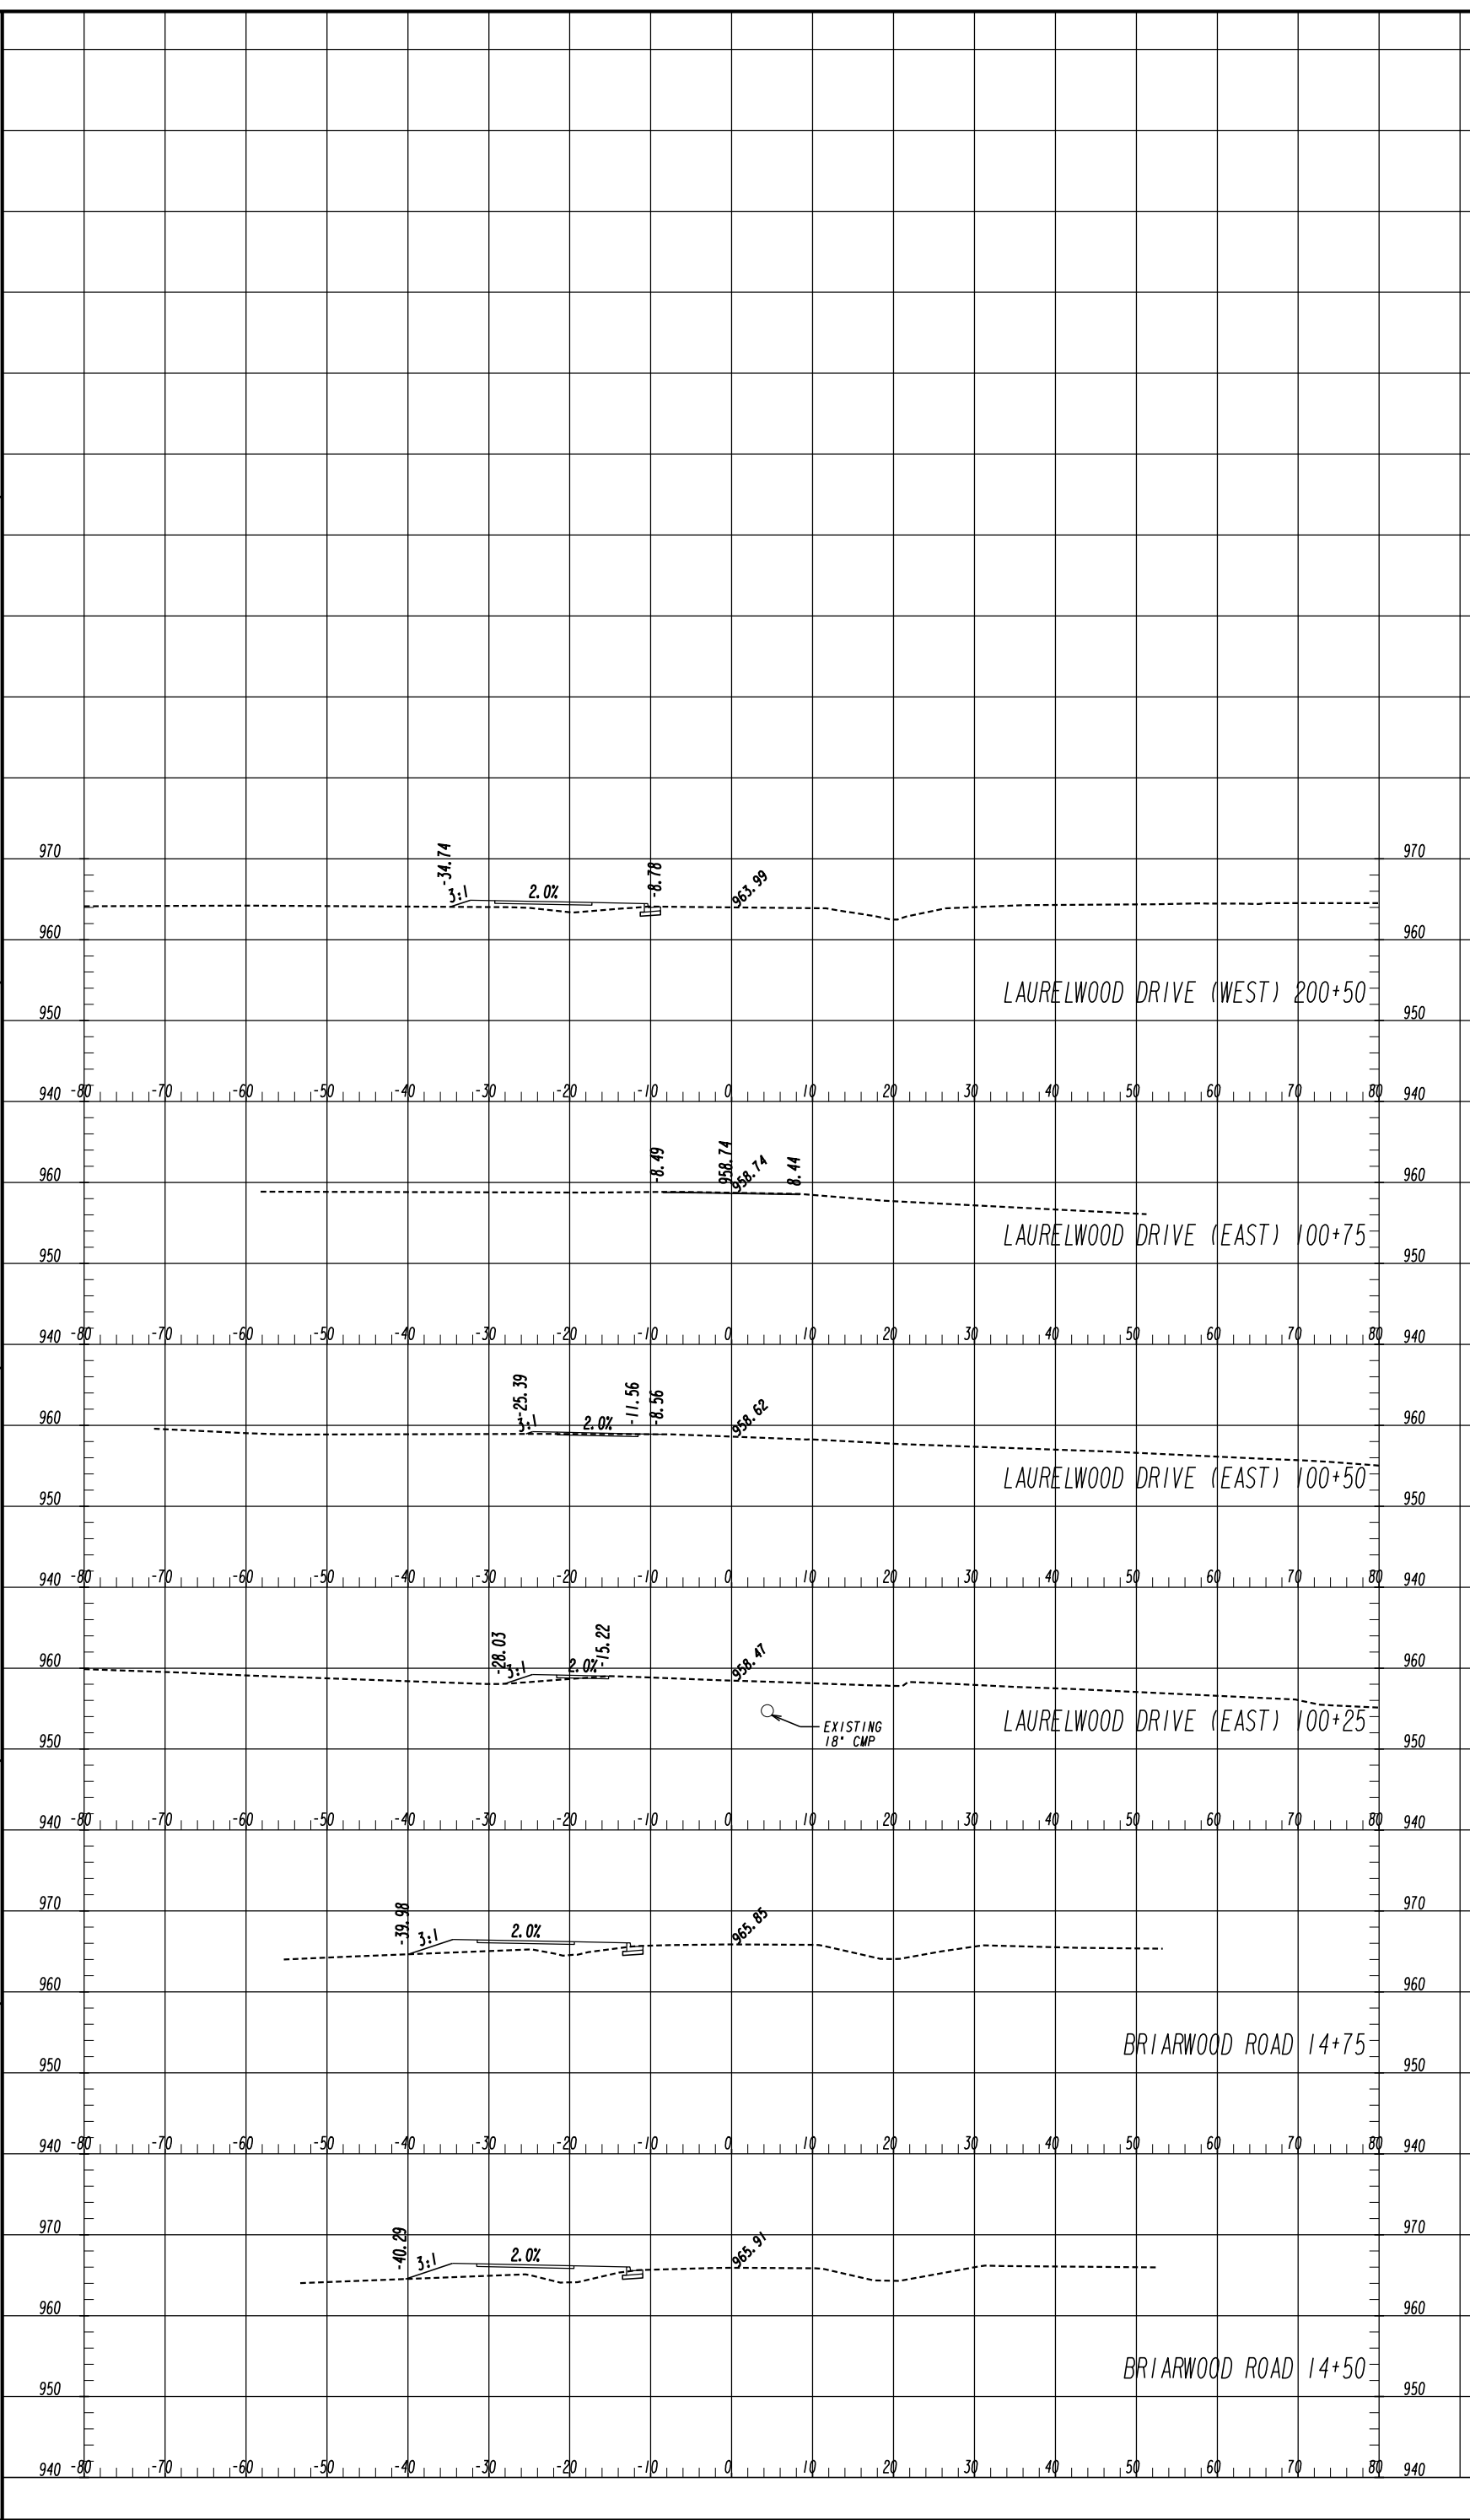 970 970
-34.74 3:1 2.0% -8.78 963.99
960 960
LAURELWOOD DRIVE (WEST) 200+50
950 950
940 -80 -70 -60 -50 -40 -30 -20 -10 0 10 20 30 40 50 60 70 80 940
-8.49 958.74 958.74 8.44
960 960
LAURELWOOD DRIVE (EAST) 100+75
950 950
940 -80 -70 -60 -50 -40 -30 -20 -10 0 10 20 30 40 50 60 70 80 940
-25.39 3:1 2.0% -11.56 -8.56 958.62
960 960
LAURELWOOD DRIVE (EAST) 100+50
950 950
940 -80 -70 -60 -50 -40 -30 -20 -10 0 10 20 30 40 50 60 70 80 940
-28.03 3:1 2.0% -15.22 958.47
960 960
LAURELWOOD DRIVE (EAST) 100+25
EXISTING
18" CMP
950 950
940 -80 -70 -60 -50 -40 -30 -20 -10 0 10 20 30 40 50 60 70 80 940
970 970
-39.98 3:1 2.0% 965.85
960 960
BRIARWOOD ROAD 14+75
950 950
940 -80 -70 -60 -50 -40 -30 -20 -10 0 10 20 30 40 50 60 70 80 940
970 970
-40.29 3:1 2.0% 965.91
960 960
BRIARWOOD ROAD 14+50
950 950
940 -80 -70 -60 -50 -40 -30 -20 -10 0 10 20 30 40 50 60 70 80 940